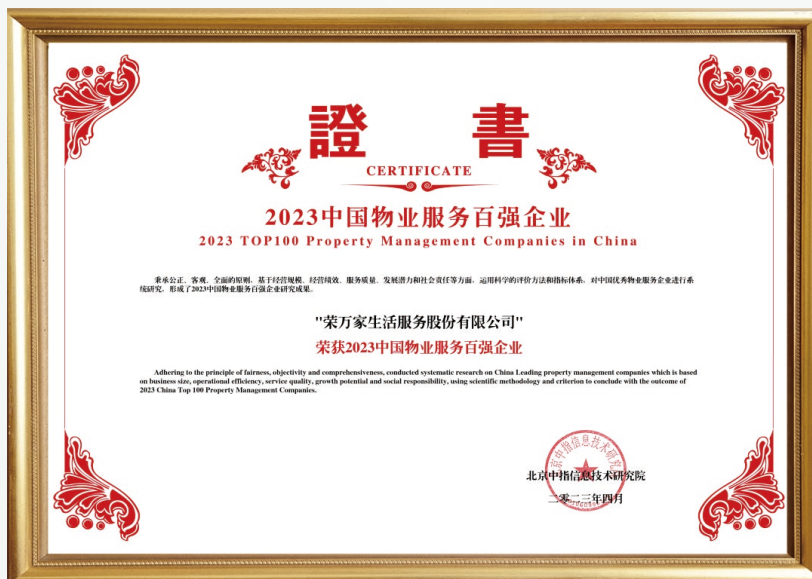 證書
CERTIFICATE
2023中国物业服务百强企业
2023 TOP100 Property Management Companies in China
秉承公正、客观、全面的原则，基于经营规模、经营绩效、服务质量、发展潜力和社会责任等方面，运用科学的评价方法和指标体系，对中国优秀物业服务企业进行系
统研究，形成了2023中国物业服务百强企业研究成果。
"荣万家生活服务股份有限公司"
荣获2023中国物业服务百强企业
Adhering to the principle of fairness, objectivity and comprehensiveness, conducted systematic research on China Leading property management companies which is based
on business size, operational efficiency, service quality, growth potential and social responsibility, using scientific methodology and criterion to conclude with the outcome of
2023 China Top 100 Property Management Companies.
北京中指信息技术研究院
北京中指信息技术研究院
二零二三年四月